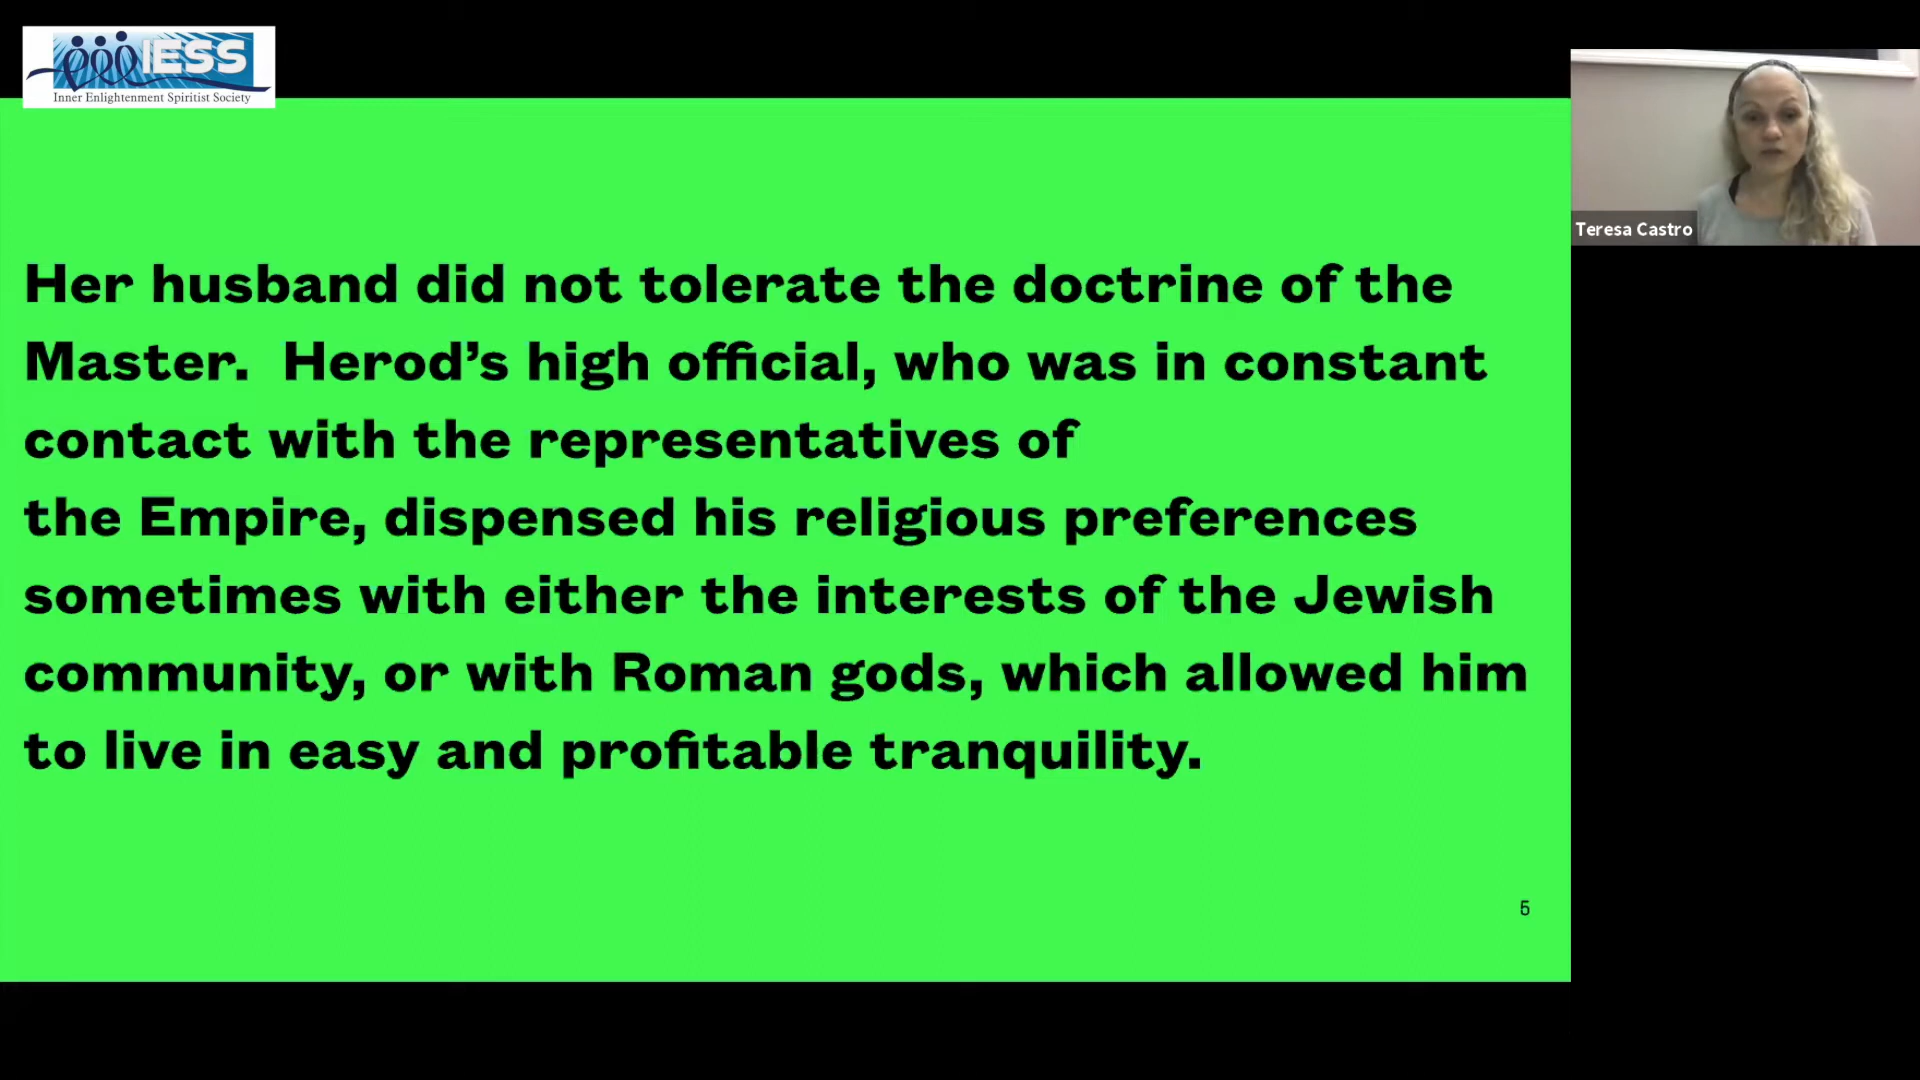 IESS
Inner Enlightenment Spiritist Society
Teresa Castro
Her husband did not tolerate the doctrine of the
Master.  Herod’s high official, who was in constant
contact with the representatives of
the Empire, dispensed his religious preferences
sometimes with either the interests of the Jewish
community, or with Roman gods, which allowed him
to live in easy and profitable tranquility.
5